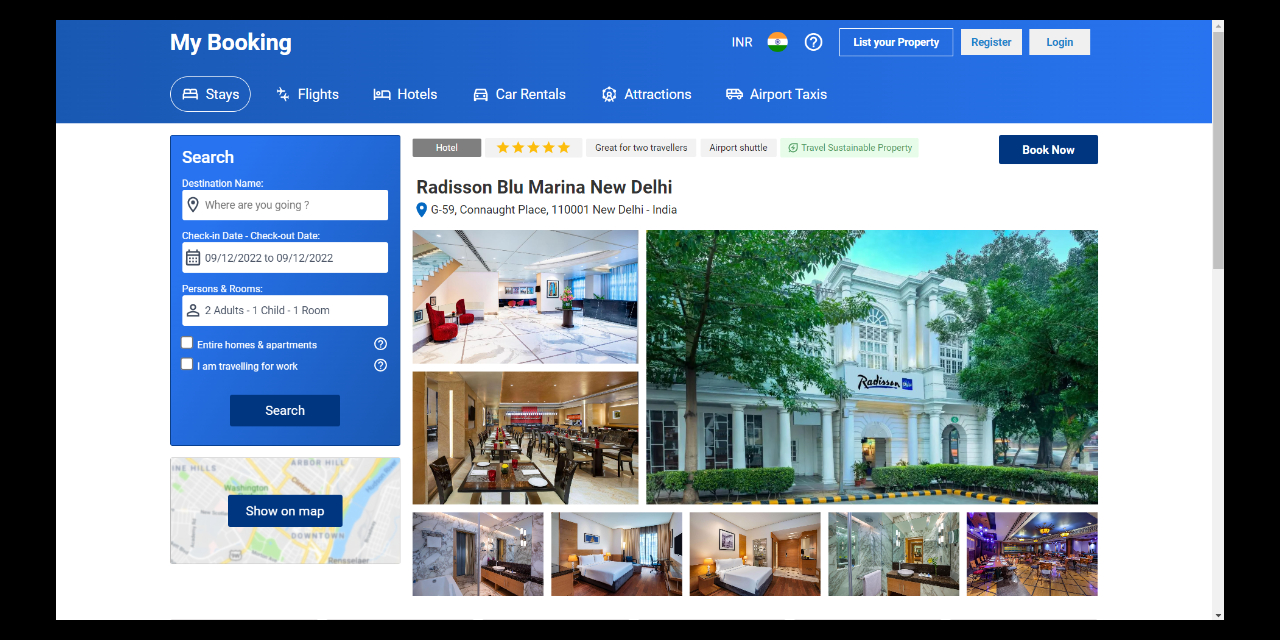 My Booking
INR
List your Property
Register
Login
Stays
Flights
Hotels
Car Rentals
Attractions
Airport Taxis
Search
Destination Name:
Where are you going ?
Check-in Date - Check-out Date:
09/12/2022 to 09/12/2022
Persons & Rooms:
2 Adults - 1 Child - 1 Room
Entire homes & apartments
I am travelling for work
Search
ARBOR HILL
Washington
Show on map
DOWNTOWN
Rensselaer
Hotel
Great for two travellers
Airport shuttle
Travel Sustainable Property
Book Now
Radisson Blu Marina New Delhi
G-59, Connaught Place, 110001 New Delhi - India
Radisson